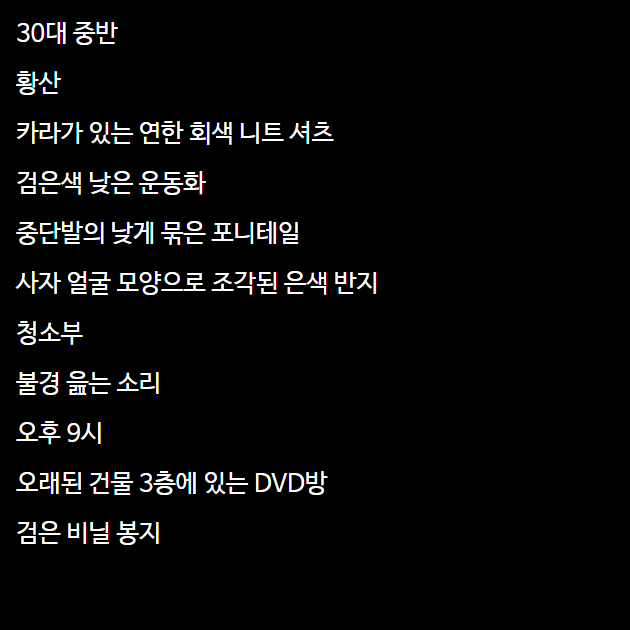 30대 중반
황산
카라가 있는 연한 회색 니트 셔츠
검은색 낮은 운동화
중단발의 낮게 묶은 포니테일
사자 얼굴 모양으로 조각된 은색 반지
청소부
불경 읊는 소리
오후 9시
오래된 건물 3층에 있는 DVD방
검은 비닐 봉지